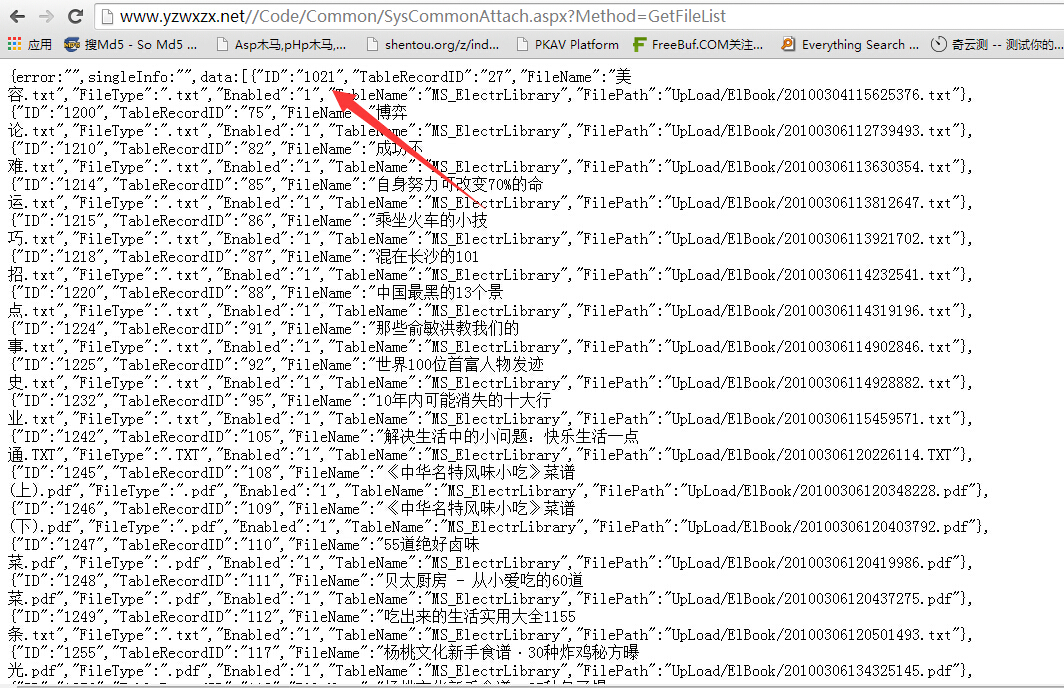 www.yzwxzx.net//Code/Common/SysCommonAttach.aspx?Method=GetFileList
应用 搜Md5 - So Md5 ... Asp木马,pHp木马,... shentou.org/z/ind... PKAV Platform FreeBuf.COM关注... Everything Search ... 奇云测 -- 测试你的...
{error:"",singleInfo:"",data:[{"ID":"1021","TableRecordID":"27","FileName":"美
容.txt","FileType":".txt","Enabled":"1","TableName":"MS_ElectrLibrary","FilePath":"UpLoad/ElBook/20100304115625376.txt"},
{"ID":"1200","TableRecordID":"75","FileName":"博弈
论.txt","FileType":".txt","Enabled":"1","TableName":"MS_ElectrLibrary","FilePath":"UpLoad/ElBook/20100306112739493.txt"},
{"ID":"1210","TableRecordID":"82","FileName":"成功不
难.txt","FileType":".txt","Enabled":"1","TableName":"MS_ElectrLibrary","FilePath":"UpLoad/ElBook/20100306113630354.txt"},
{"ID":"1214","TableRecordID":"85","FileName":"自身努力可改变70%的命
运.txt","FileType":".txt","Enabled":"1","TableName":"MS_ElectrLibrary","FilePath":"UpLoad/ElBook/20100306113812647.txt"},
{"ID":"1215","TableRecordID":"86","FileName":"乘坐火车的小技
巧.txt","FileType":".txt","Enabled":"1","TableName":"MS_ElectrLibrary","FilePath":"UpLoad/ElBook/20100306113921702.txt"},
{"ID":"1218","TableRecordID":"87","FileName":"混在长沙的101
招.txt","FileType":".txt","Enabled":"1","TableName":"MS_ElectrLibrary","FilePath":"UpLoad/ElBook/20100306114232541.txt"},
{"ID":"1220","TableRecordID":"88","FileName":"中国最黑的13个景
点.txt","FileType":".txt","Enabled":"1","TableName":"MS_ElectrLibrary","FilePath":"UpLoad/ElBook/20100306114319196.txt"},
{"ID":"1224","TableRecordID":"91","FileName":"那些俞敏洪教我们的
事.txt","FileType":".txt","Enabled":"1","TableName":"MS_ElectrLibrary","FilePath":"UpLoad/ElBook/20100306114902846.txt"},
{"ID":"1225","TableRecordID":"92","FileName":"世界100位首富人物发迹
史.txt","FileType":".txt","Enabled":"1","TableName":"MS_ElectrLibrary","FilePath":"UpLoad/ElBook/20100306114928882.txt"},
{"ID":"1232","TableRecordID":"95","FileName":"10年内可能消失的十大行
业.txt","FileType":".txt","Enabled":"1","TableName":"MS_ElectrLibrary","FilePath":"UpLoad/ElBook/20100306115459571.txt"},
{"ID":"1242","TableRecordID":"105","FileName":"解决生活中的小问题：快乐生活一点
通.TXT","FileType":".TXT","Enabled":"1","TableName":"MS_ElectrLibrary","FilePath":"UpLoad/ElBook/20100306120226114.TXT"},
{"ID":"1245","TableRecordID":"108","FileName":"《中华名特风味小吃》菜谱
(上).pdf","FileType":".pdf","Enabled":"1","TableName":"MS_ElectrLibrary","FilePath":"UpLoad/ElBook/20100306120348228.pdf"},
{"ID":"1246","TableRecordID":"109","FileName":"《中华名特风味小吃》菜谱
(下).pdf","FileType":".pdf","Enabled":"1","TableName":"MS_ElectrLibrary","FilePath":"UpLoad/ElBook/20100306120403792.pdf"},
{"ID":"1247","TableRecordID":"110","FileName":"55道绝好卤味
菜.pdf","FileType":".pdf","Enabled":"1","TableName":"MS_ElectrLibrary","FilePath":"UpLoad/ElBook/20100306120419986.pdf"},
{"ID":"1248","TableRecordID":"111","FileName":"贝太厨房 - 从小爱吃的60道
菜.pdf","FileType":".pdf","Enabled":"1","TableName":"MS_ElectrLibrary","FilePath":"UpLoad/ElBook/20100306120437275.pdf"},
{"ID":"1249","TableRecordID":"112","FileName":"吃出来的生活实用大全1155
条.txt","FileType":".txt","Enabled":"1","TableName":"MS_ElectrLibrary","FilePath":"UpLoad/ElBook/20100306120501493.txt"},
{"ID":"1255","TableRecordID":"117","FileName":"杨桃文化新手食谱·30种炸鸡秘方曝
光.pdf","FileType":".pdf","Enabled":"1","TableName":"MS_ElectrLibrary","FilePath":"UpLoad/ElBook/20100306134325145.pdf"},